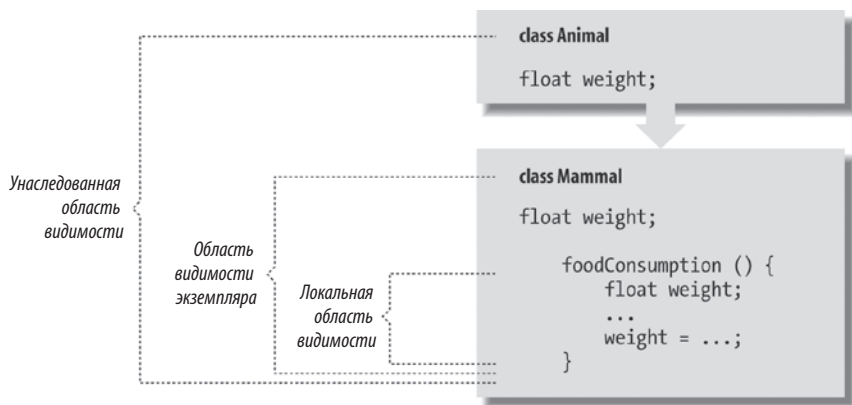 class Animal
float weight;
Унаследованная
область
видимости
Область
видимости
экземпляра
Локальная
область
видимости
class Mammal
float weight;
foodConsumption () {
float weight;
...
weight = ...;
}